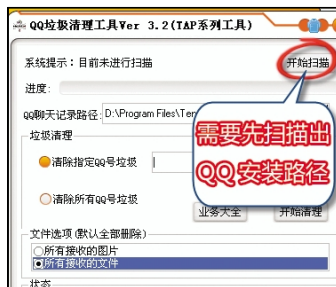 QQ垃圾清理工具Ver 3.2(TAP系列工具)
系统提示：目前未进行扫描
开始扫描
进度：
QQ聊天记录路径：D:\Program Files\Ten
需要先扫描出
QQ安装路径
垃圾清理
清除指定QQ号垃圾
清除所有QQ号垃圾
业务大全
开始清理
文件选项(默认全部删除)
所有接收的图片
所有接收的文件
状态